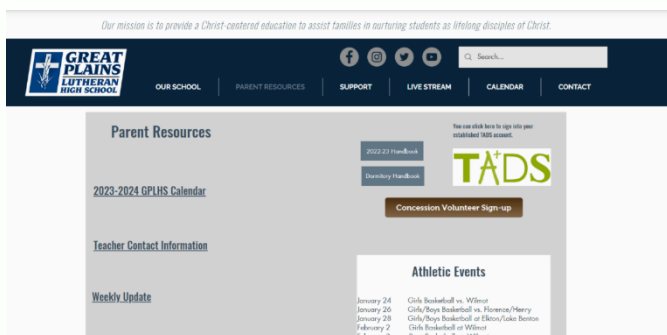 Our mission is to provide a Christ-centered education to assist families in nurturing students as lifelong disciples of Christ.
GREAT
PLAINS
LUTHERAN
HIGH SCHOOL
Search...
OUR SCHOOL
PARENT RESOURCES
SUPPORT
LIVE STREAM
CALENDAR
CONTACT
Parent Resources
2023-2024 GPLHS Calendar
Teacher Contact Information
Weekly Update
2022-23 Handbook
Dormitory Handbook
You can click here to sign into your
established TADS account.
TADS
Concession Volunteer Sign-up
Athletic Events
January 24 Girls Basketball vs. Wilmot
January 26 Girls/Boys Basketball vs. Florence/Henry
January 28 Girls/Boys Basketball at Elkton/Lake Benton
February 2 Girls Basketball at Wilmot